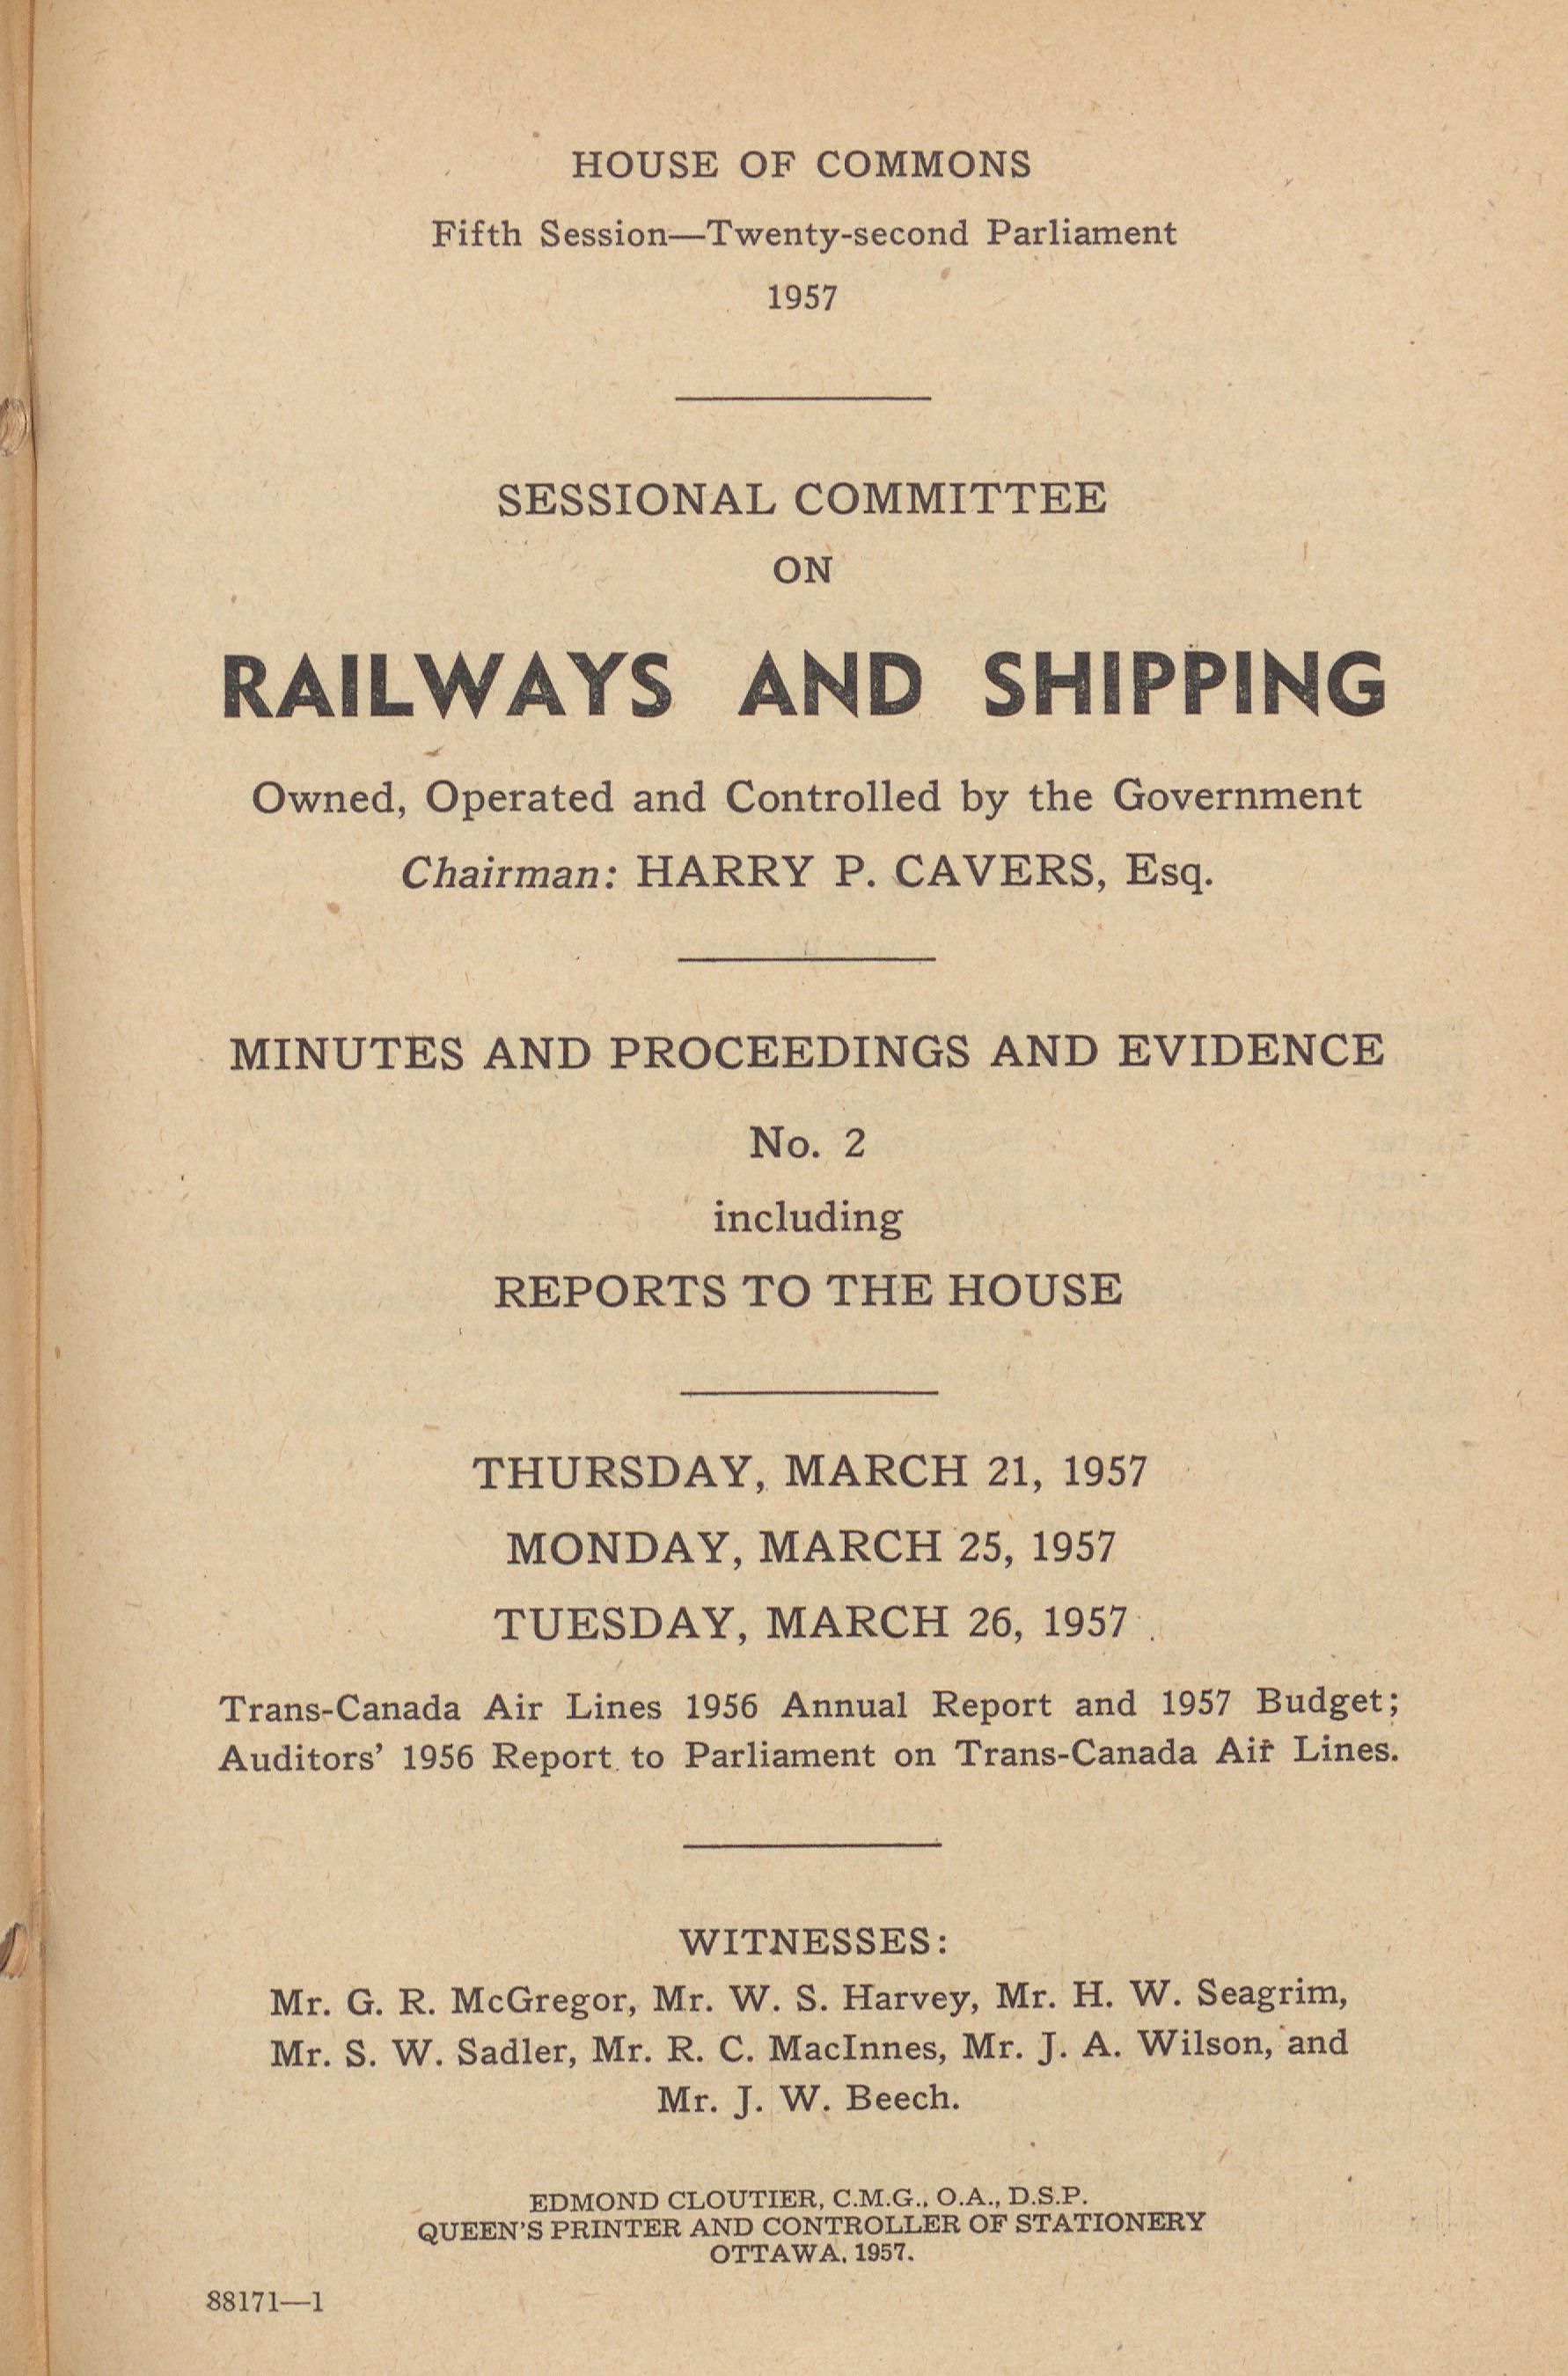 HOUSE OF COMMONS
Fifth Session—Twenty-second Parliament
1957
SESSIONAL COMMITTEE
ON
RAILWAYS AND SHIPPING
Owned, Operated and Controlled by the Government
Chairman: HARRY P. CAVERS, Esq.
MINUTES AND PROCEEDINGS AND EVIDENCE
No. 2
including
REPORTS TO THE HOUSE
THURSDAY, MARCH 21, 1957
MONDAY, MARCH 25, 1957
TUESDAY, MARCH 26, 1957
Trans-Canada Air Lines 1956 Annual Report and 1957 Budget;
Auditors’ 1956 Report to Parliament on Trans-Canada Air Lines.
WITNESSES:
Mr. G. R. McGregor, Mr. W. S. Harvey, Mr. H. W. Seagrim,
Mr. S. W. Sadler, Mr. R. C. MacInnes, Mr. J. A. Wilson, and
Mr. J. W. Beech.
EDMOND CLOUTIER, C.M.G., O.A., D.S.P.
QUEEN’S PRINTER AND CONTROLLER OF STATIONERY
OTTAWA, 1957.
88171—1